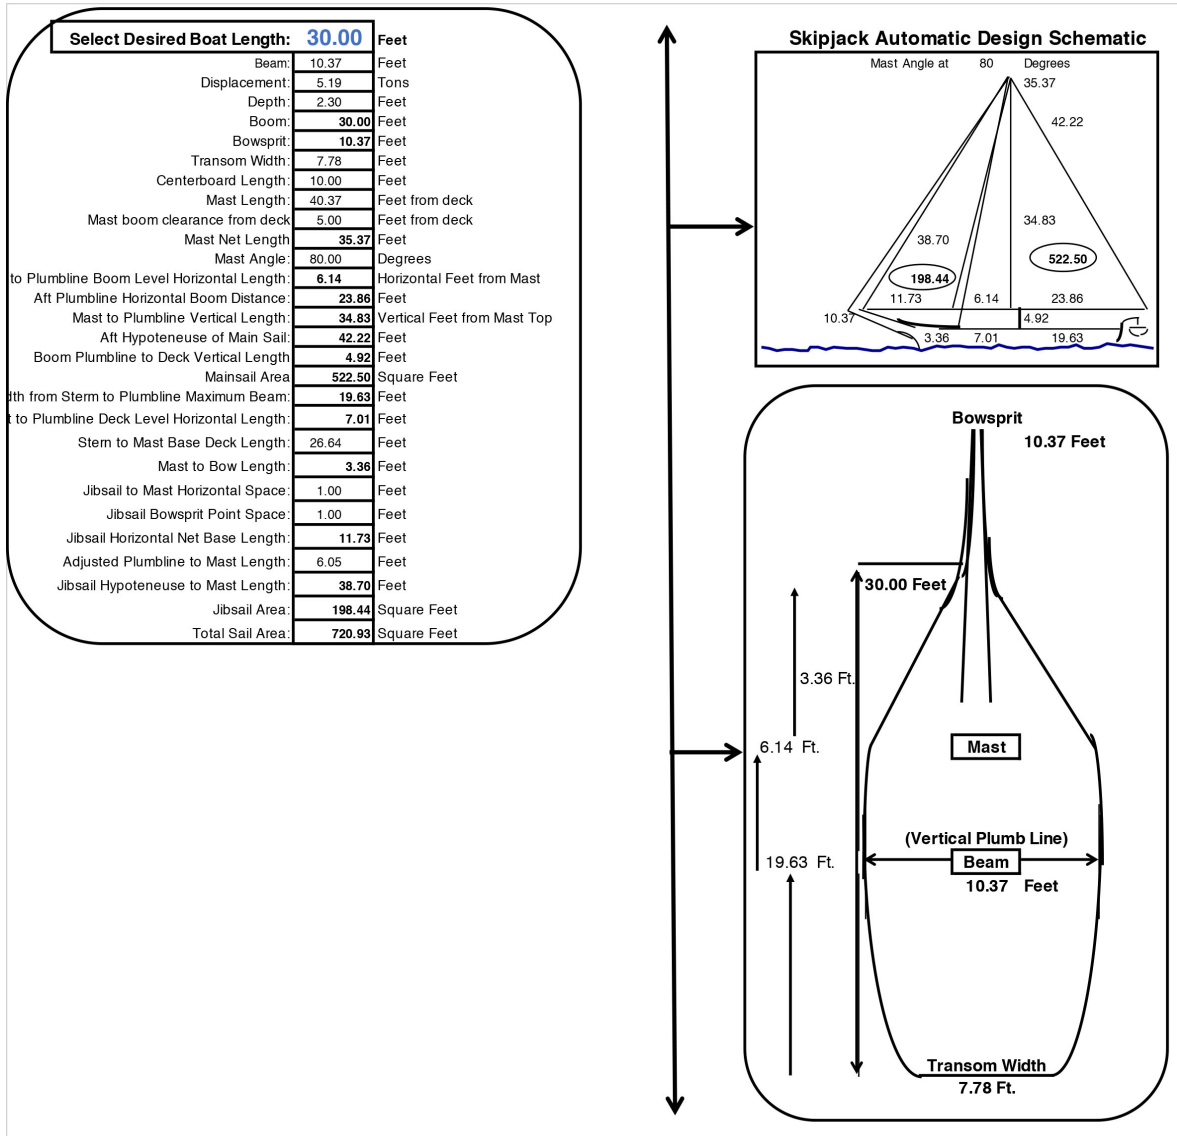 Select Desired Boat Length: 30.00 Feet
Beam: 10.37 Feet
Displacement: 5.19 Tons
Depth: 2.30 Feet
Boom: 30.00 Feet
Bowsprit: 10.37 Feet
Transom Width: 7.78 Feet
Centerboard Length: 10.00 Feet
Mast Length: 40.37 Feet from deck
Mast boom clearance from deck 5.00 Feet from deck
Mast Net Length 35.37 Feet
Mast Angle: 80.00 Degrees
to Plumbline Boom Level Horizontal Length: 6.14 Horizontal Feet from Mast
Aft Plumbline Horizontal Boom Distance: 23.86 Feet
Mast to Plumbline Vertical Length: 34.83 Vertical Feet from Mast Top
Aft Hypoteneuse of Main Sail: 42.22 Feet
Boom Plumbline to Deck Vertical Length 4.92 Feet
Mainsail Area 522.50 Square Feet
dth from Stern to Plumbline Maximum Beam: 19.63 Feet
t to Plumbline Deck Level Horizontal Length: 7.01 Feet
Stern to Mast Base Deck Length: 26.64 Feet
Mast to Bow Length: 3.36 Feet
Jibsail to Mast Horizontal Space: 1.00 Feet
Jibsail Bowsprit Point Space: 1.00 Feet
Jibsail Horizontal Net Base Length: 11.73 Feet
Adjusted Plumbline to Mast Length: 6.05 Feet
Jibsail Hypoteneuse to Mast Length: 38.70 Feet
Jibsail Area: 198.44 Square Feet
Total Sail Area: 720.93 Square Feet
Skipjack Automatic Design Schematic
Mast Angle at 80 Degrees
35.37
42.22
34.83
38.70
522.50
198.44
11.73 6.14 23.86
10.37
4.92
3.36 7.01 19.63
Bowsprit
10.37 Feet
30.00 Feet
3.36 Ft.
6.14 Ft.
Mast
(Vertical Plumb Line)
19.63 Ft.
Beam
10.37 Feet
Transom Width
7.78 Ft.